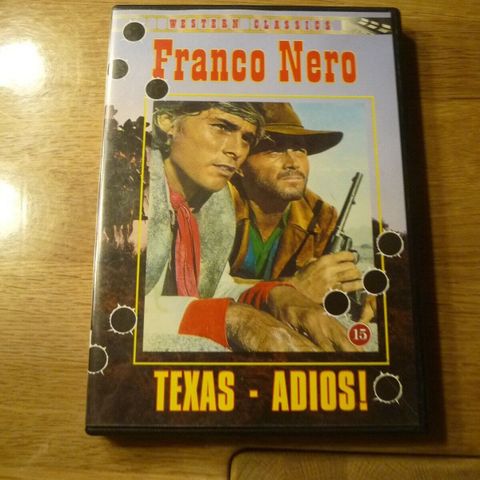 WESTERN CLASSICS
Franco Nero
15
TEXAS - ADIOS!